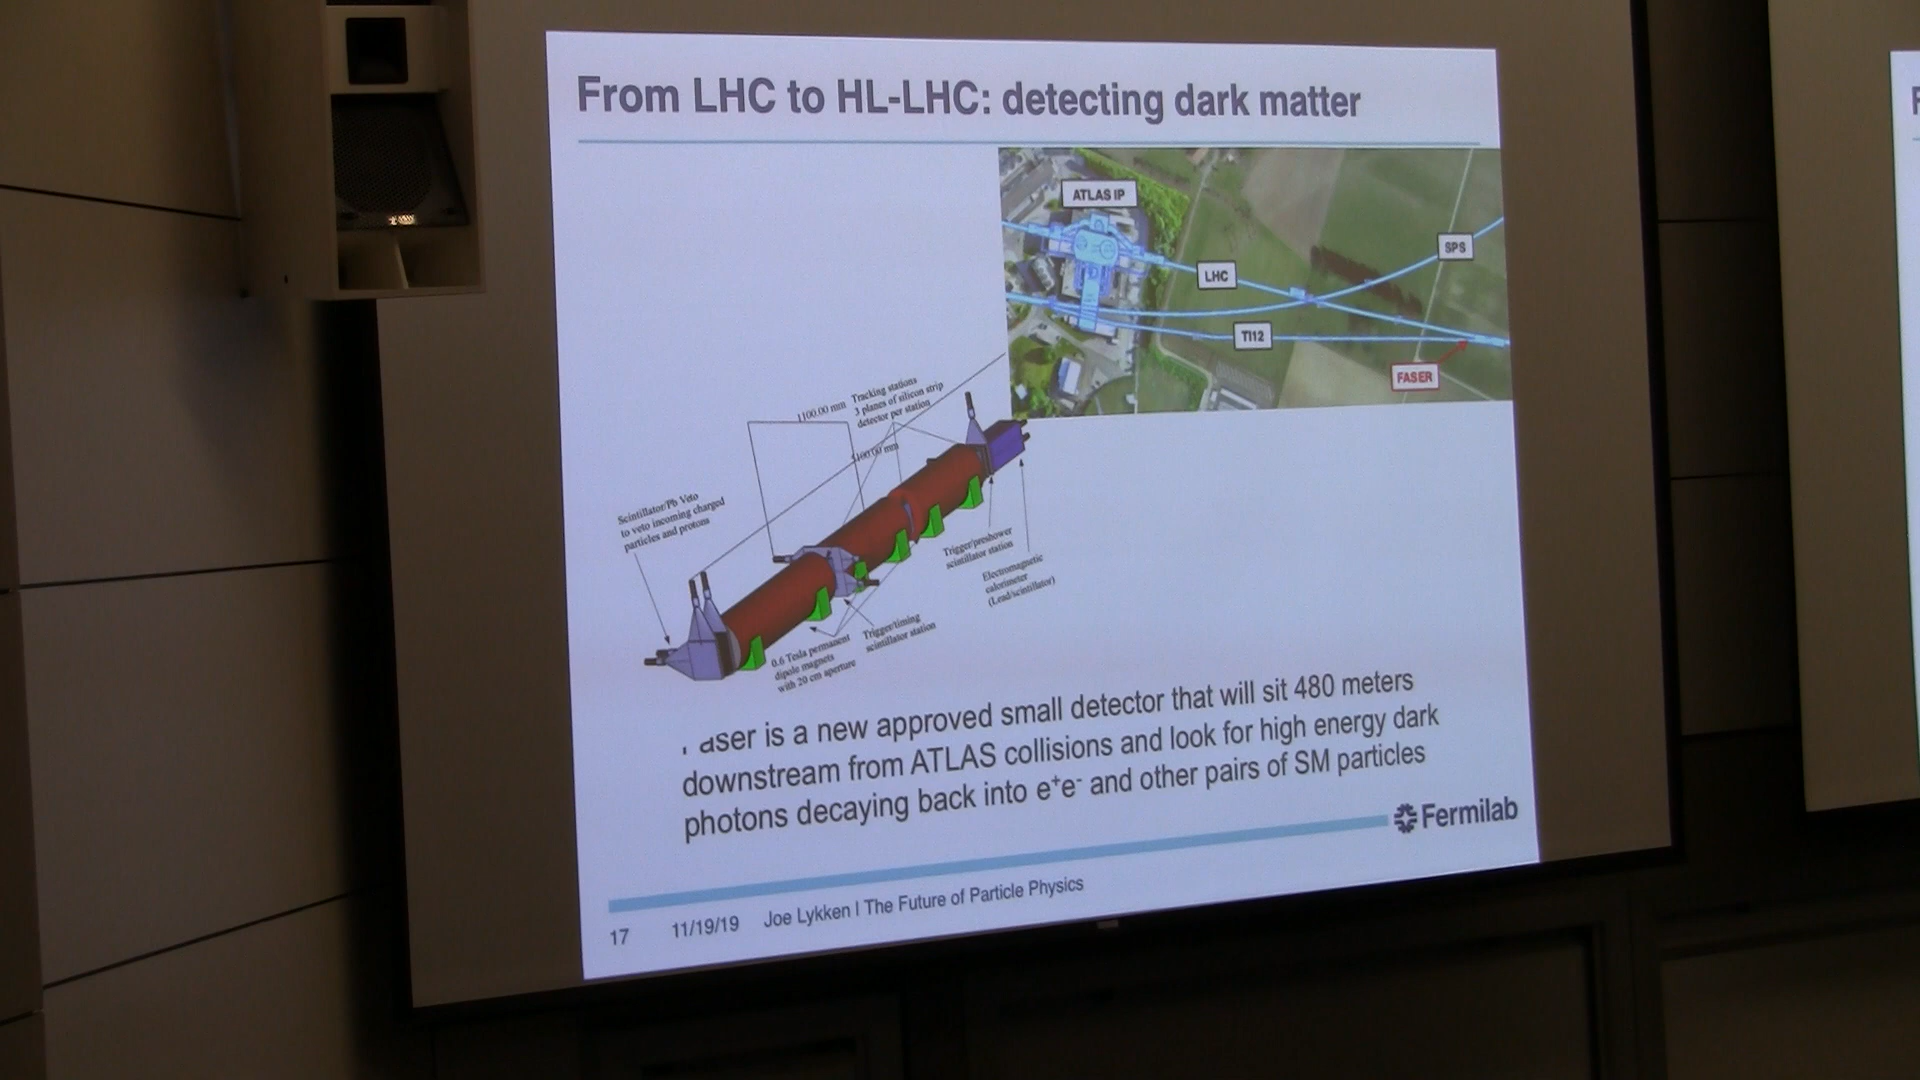 From LHC to HL-LHC: detecting dark matter
ATLAS IP
SPS
LHC
TI12
FASER
1100.00 mm
Tracking stations
3 planes of silicon strip
detector per station
Scintillator/Pb Veto
to veto incoming charged
particles and protons
Trigger/preshower
scintillator station
Electromagnetic
calorimeter
(Lead/scintillator)
Trigger/timing
scintillator station
0.6 Tesla permanent
dipole magnets
with 20 cm aperture
aser is a new approved small detector that will sit 480 meters
downstream from ATLAS collisions and look for high energy dark
photons decaying back into e⁺e⁻ and other pairs of SM particles
Fermilab
17 11/19/19 Joe Lykken | The Future of Particle Physics